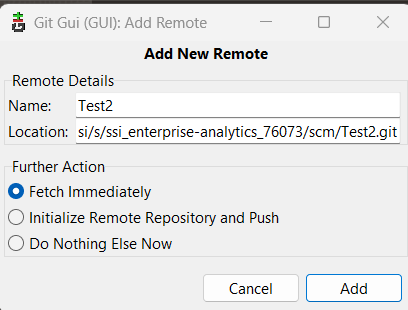 Git Gui (GUI): Add Remote
Add New Remote
Remote Details
Name: Test2
Location: si/s/ssi_enterprise-analytics_76073/scm/Test2.git
Further Action
Fetch Immediately
Initialize Remote Repository and Push
Do Nothing Else Now
Cancel Add